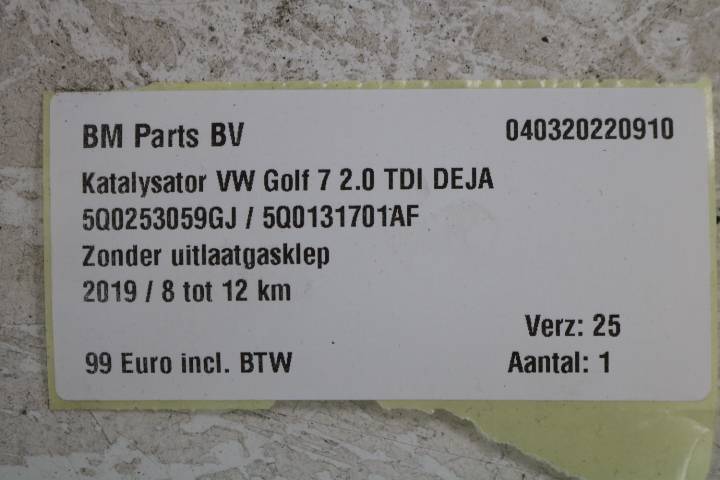 BM Parts BV 040320220910
Katalysator VW Golf 7 2.0 TDI DEJA
5Q0253059GJ / 5Q0131701AF
Zonder uitlaatgasklep
2019 / 8 tot 12 km
Verz: 25
99 Euro incl. BTW Aantal: 1